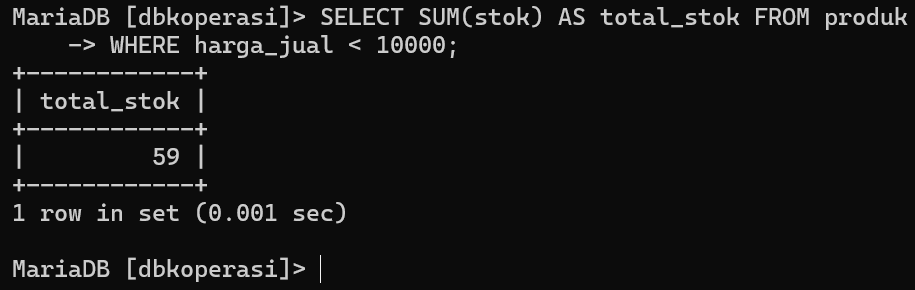 MariaDB [dbkoperasi]> SELECT SUM(stok) AS total_stok FROM produk
    -> WHERE harga_jual < 10000;
+------------+
| total_stok |
+------------+
|         59 |
+------------+
1 row in set (0.001 sec)

MariaDB [dbkoperasi]>